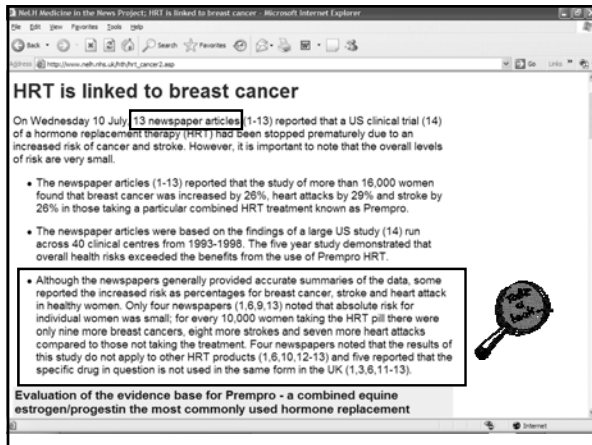 NeLH Medicine in the News Project; HRT is linked to breast cancer - Microsoft Internet Explorer
File Edit View Favorites Tools Help
Back Search Favorites
Address http://www.nelh.nhs.uk/hth/hrt_cancer2.asp Go Links
HRT is linked to breast cancer
On Wednesday 10 July, 13 newspaper articles (1-13) reported that a US clinical trial (14)
of a hormone replacement therapy (HRT) had been stopped prematurely due to an
increased risk of cancer and stroke. However, it is important to note that the overall levels
of risk are very small.
• The newspaper articles (1-13) reported that the study of more than 16,000 women
found that breast cancer was increased by 26%, heart attacks by 29% and stroke by
26% in those taking a particular combined HRT treatment known as Prempro.
• The newspaper articles were based on the findings of a large US study (14) run
across 40 clinical centres from 1993-1998. The five year study demonstrated that
overall health risks exceeded the benefits from the use of Prempro HRT.
• Although the newspapers generally provided accurate summaries of the data, some
reported the increased risk as percentages for breast cancer, stroke and heart attack
in healthy women. Only four newspapers (1,6,9,13) noted that absolute risk for
individual women was small; for every 10,000 women taking the HRT pill there were
only nine more breast cancers, eight more strokes and seven more heart attacks
compared to those not taking the treatment. Four newspapers noted that the results of
this study do not apply to other HRT products (1,6,10,12-13) and five reported that the
specific drug in question is not used in the same form in the UK (1,3,6,11-13).
Take
a
look...
Evaluation of the evidence base for Prempro - a combined equine
estrogen/progestin the most commonly used hormone replacement
Internet